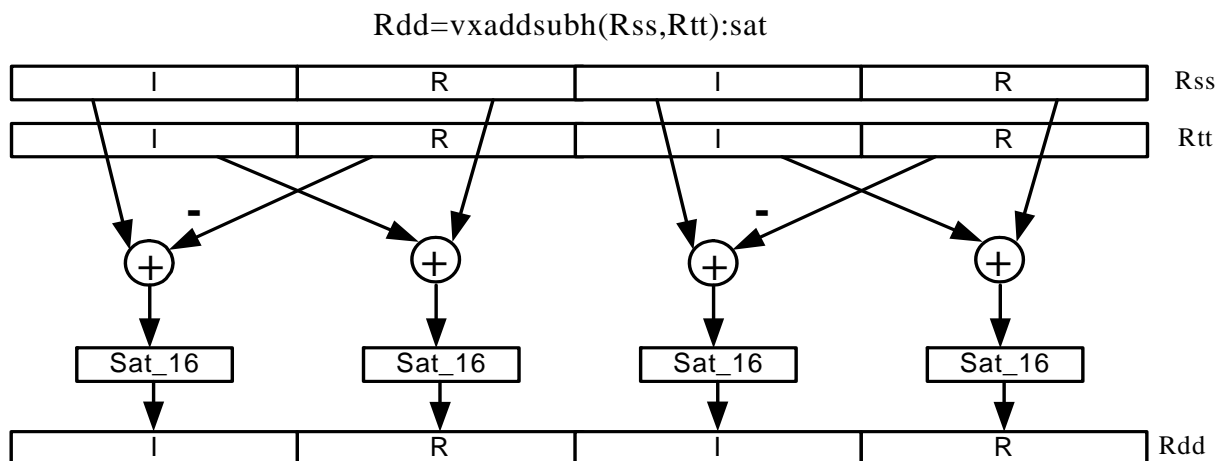 Rdd=vxaddsubh(Rss,Rtt):sat
I R I R Rss
I R I R Rtt
- -
+ + + +
Sat_16 Sat_16 Sat_16 Sat_16
I R I R Rdd